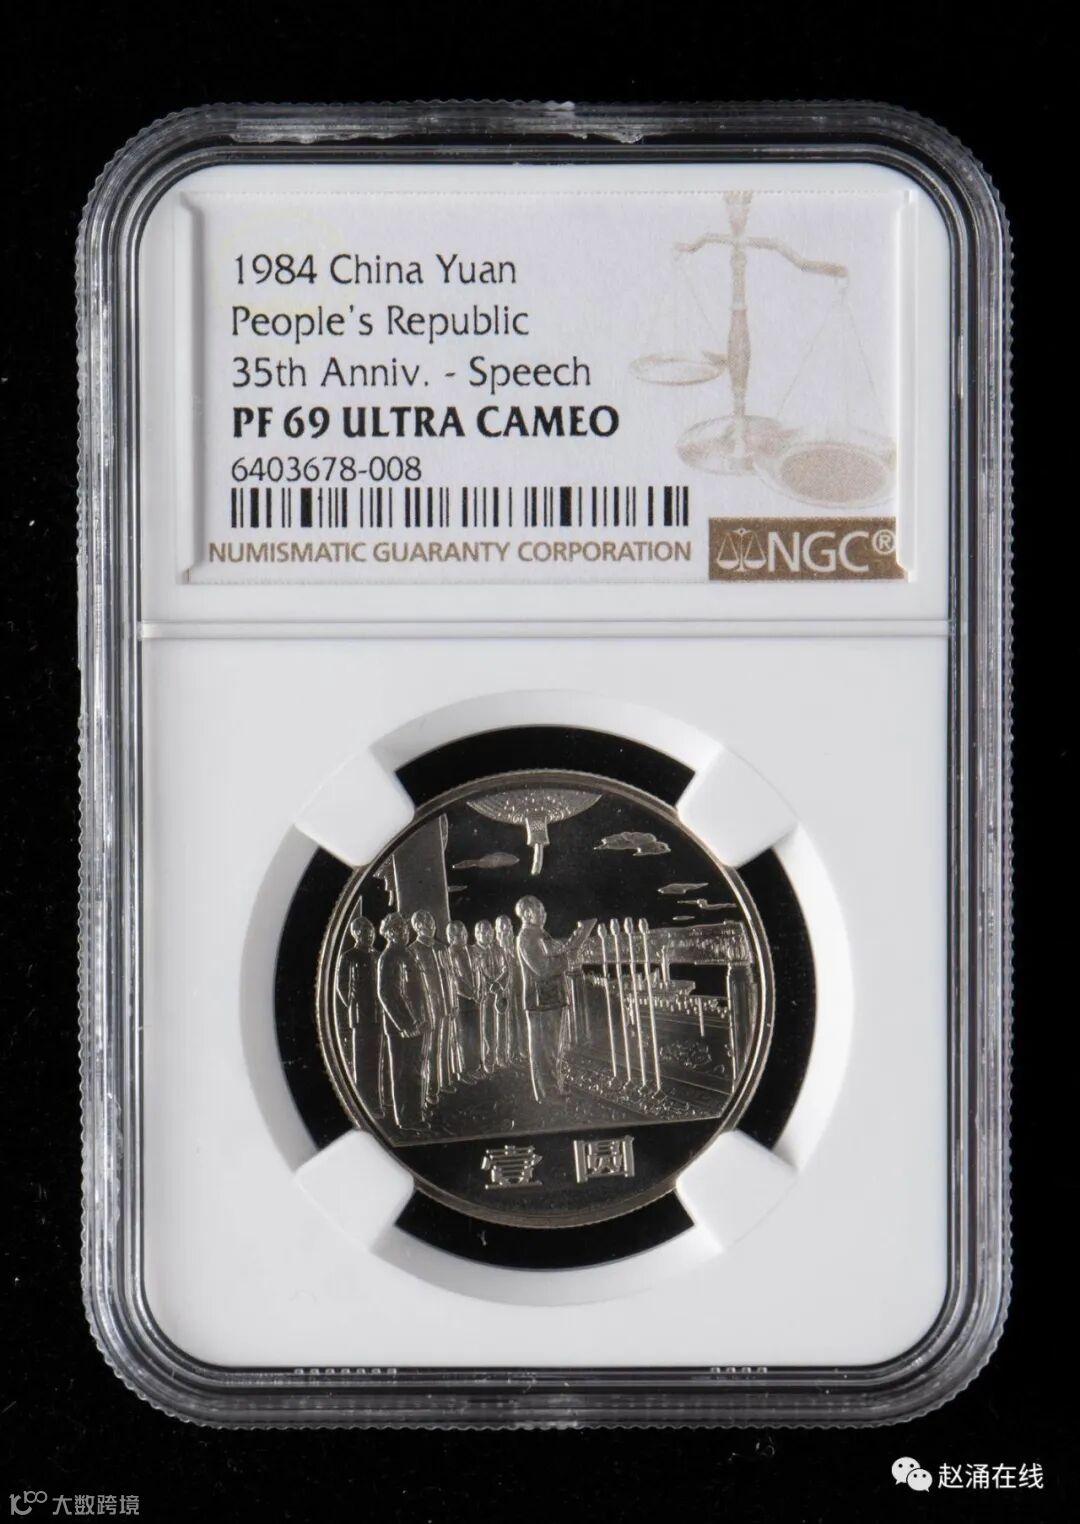 1984 China Yuan
People's Republic
35th Anniv. - Speech
PF 69 ULTRA CAMEO
6403678-008
NUMISMATIC GUARANTY CORPORATION
NGC®
壹圆
赵涌在线
大数跨境